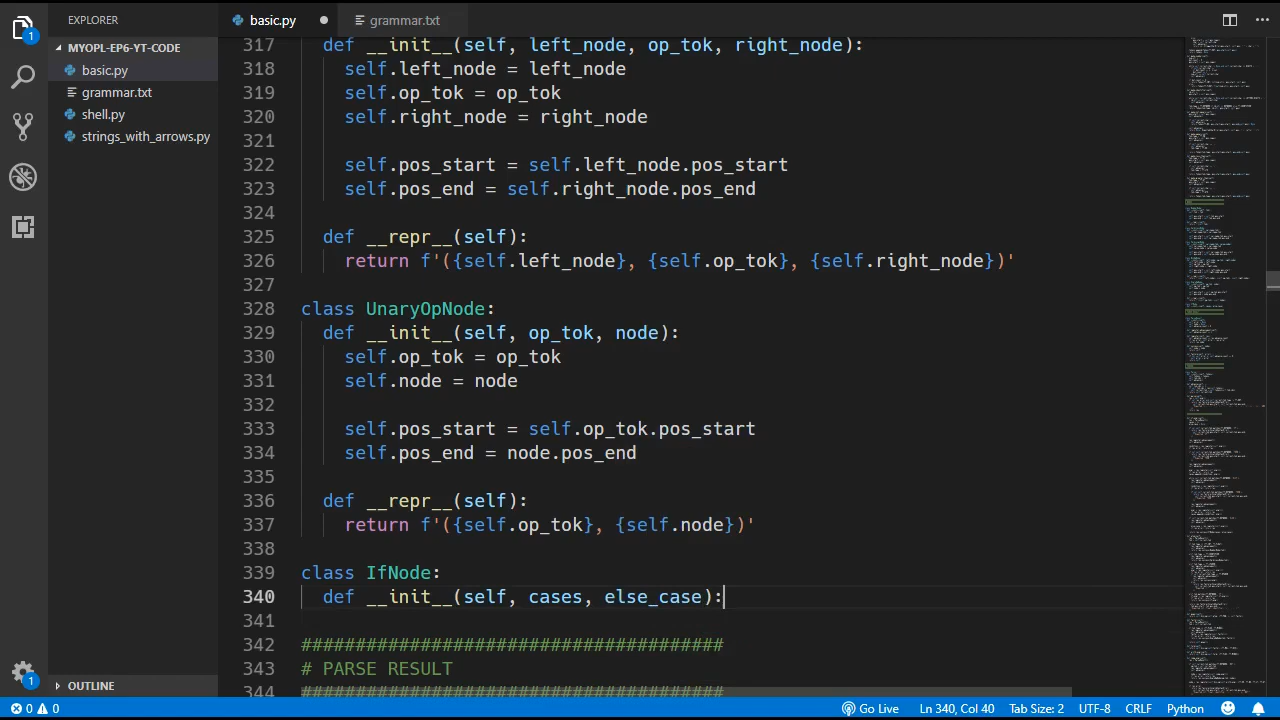 EXPLORER
MYOPL-EP6-YT-CODE
basic.py
grammar.txt
shell.py
strings_with_arrows.py
OUTLINE
1
1
basic.py
grammar.txt
317 def __init__(self, left_node, op_tok, right_node):
318 self.left_node = left_node
319 self.op_tok = op_tok
320 self.right_node = right_node
321
322 self.pos_start = self.left_node.pos_start
323 self.pos_end = self.right_node.pos_end
324
325 def __repr__(self):
326 return f'({self.left_node}, {self.op_tok}, {self.right_node})'
327
328 class UnaryOpNode:
329 def __init__(self, op_tok, node):
330 self.op_tok = op_tok
331 self.node = node
332
333 self.pos_start = self.op_tok.pos_start
334 self.pos_end = node.pos_end
335
336 def __repr__(self):
337 return f'({self.op_tok}, {self.node})'
338
339 class IfNode:
340 def __init__(self, cases, else_case):
341
342 #######################################
343 # PARSE RESULT
344 #######################################
0 0
Go Live
Ln 340, Col 40
Tab Size: 2
UTF-8
CRLF
Python